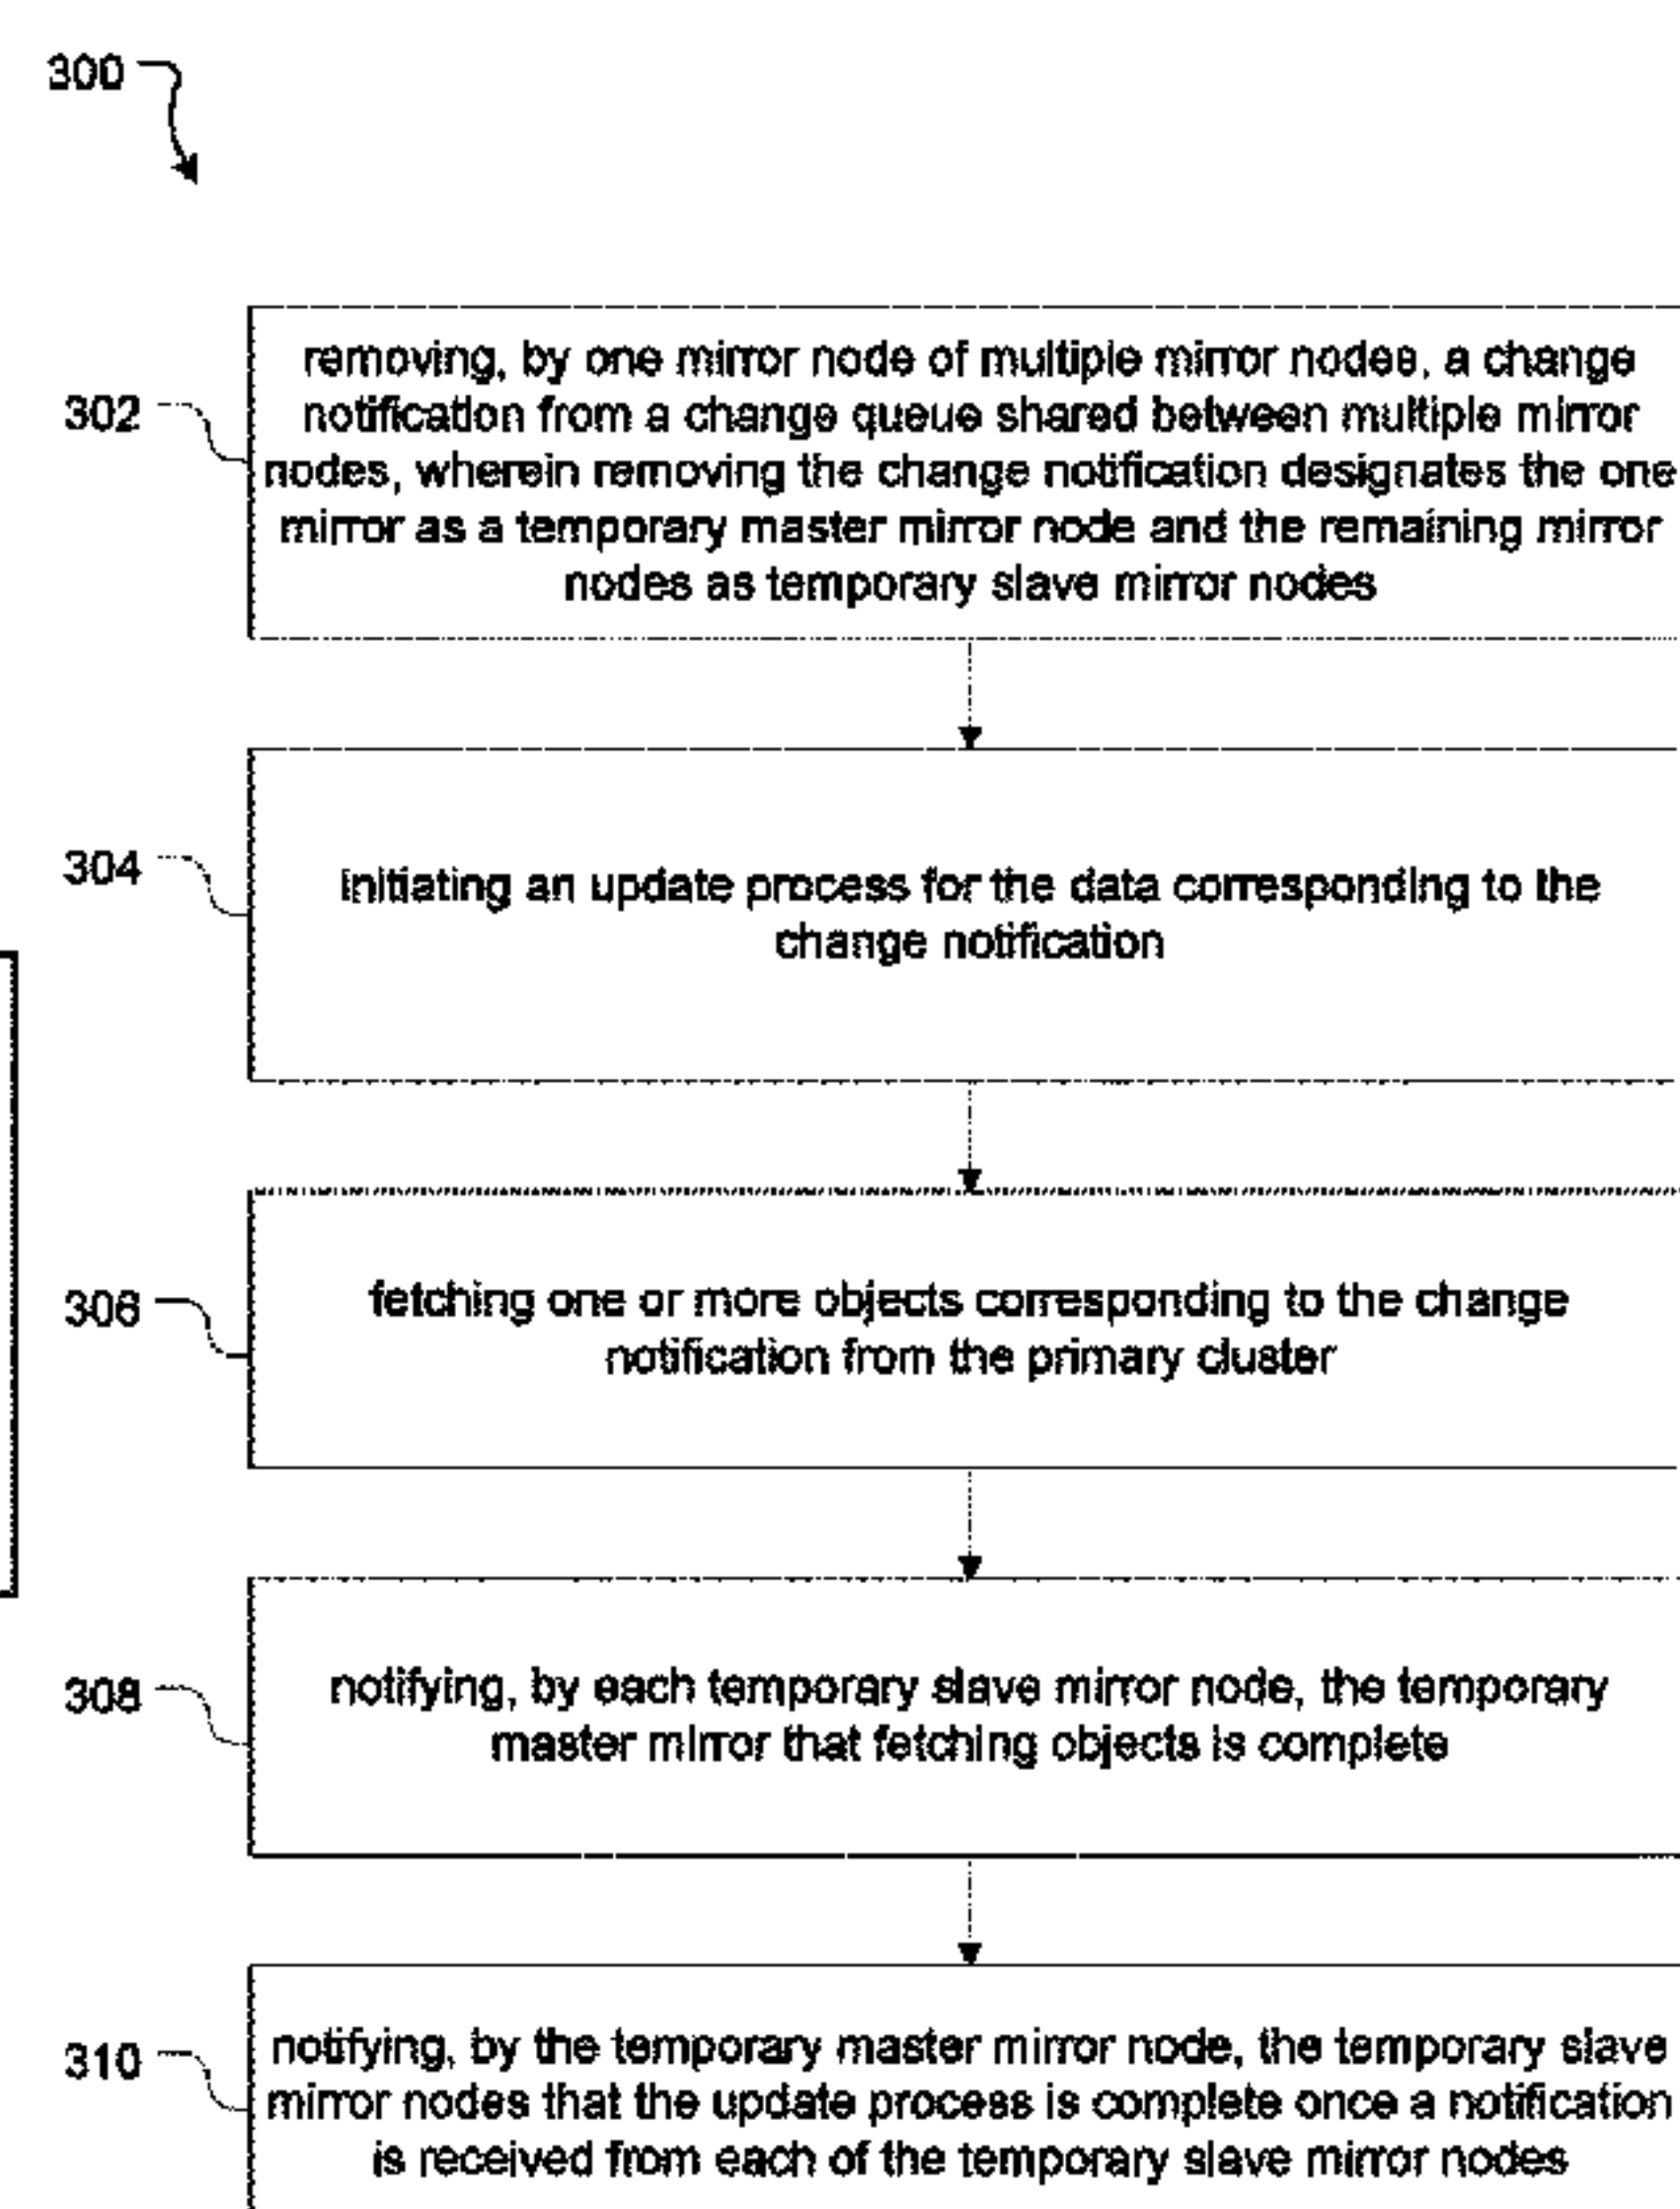 300
302
removing, by one mirror node of multiple mirror nodes, a change
notification from a change queue shared between multiple mirror
nodes, wherein removing the change notification designates the one
mirror as a temporary master mirror node and the remaining mirror
nodes as temporary slave mirror nodes
304
initiating an update process for the data corresponding to the
change notification
306
fetching one or more objects corresponding to the change
notification from the primary cluster
308
notifying, by each temporary slave mirror node, the temporary
master mirror that fetching objects is complete
310
notifying, by the temporary master mirror node, the temporary slave
mirror nodes that the update process is complete once a notification
is received from each of the temporary slave mirror nodes